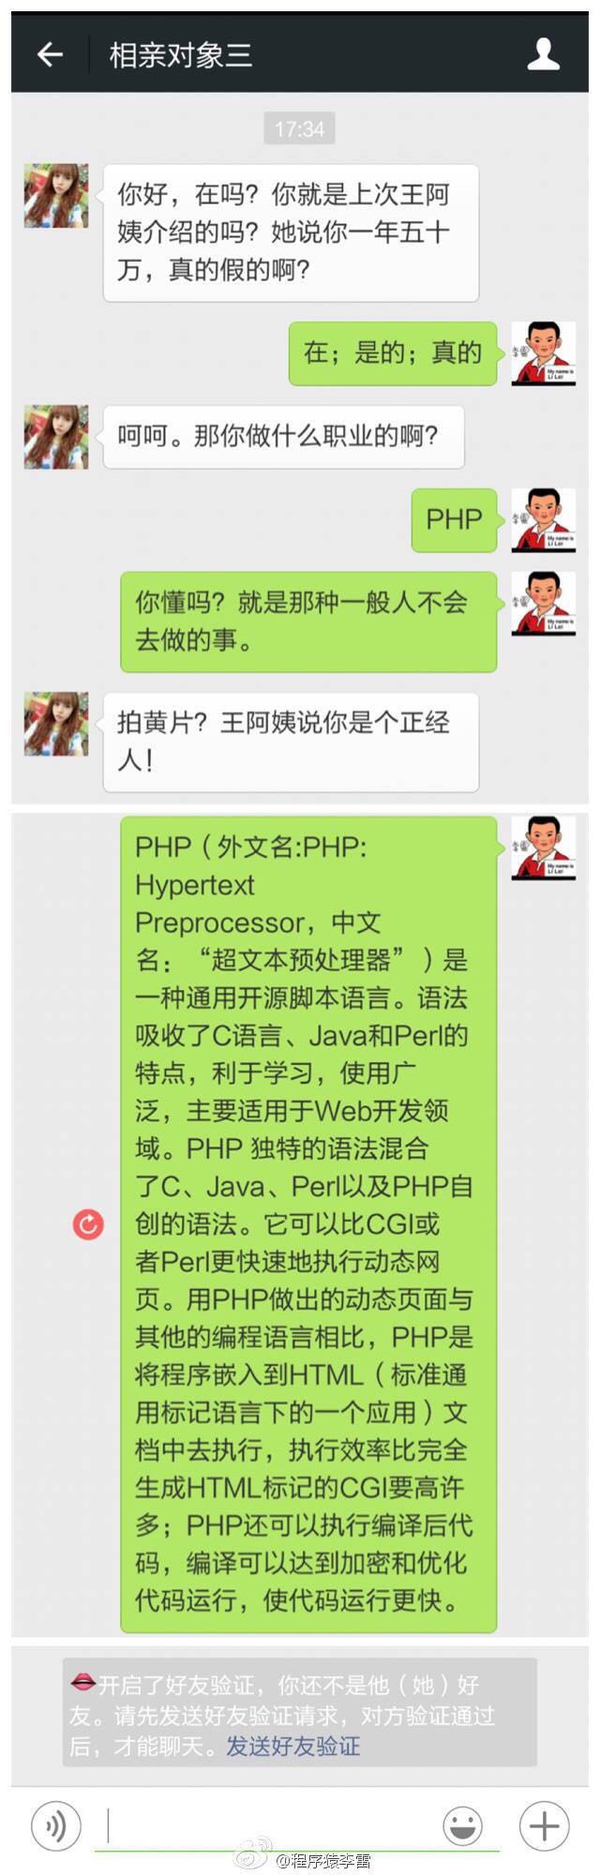 相亲对象三
17:34
你好，在吗？你就是上次王阿
姨介绍的吗？她说你一年五十
万，真的假的啊？
在；是的；真的
呵呵。那你做什么职业的啊？
PHP
你懂吗？就是那种一般人不会
去做的事。
拍黄片？王阿姨说你是个正经
人！
PHP（外文名:PHP:
Hypertext
Preprocessor，中文
名：“超文本预处理器”）是
一种通用开源脚本语言。语法
吸收了C语言、Java和Perl的
特点，利于学习，使用广
泛，主要适用于Web开发领
域。PHP 独特的语法混合
了C、Java、Perl以及PHP自
创的语法。它可以比CGI或
者Perl更快速地执行动态网
页。用PHP做出的动态页面与
其他的编程语言相比，PHP是
将程序嵌入到HTML（标准通
用标记语言下的一个应用）文
档中去执行，执行效率比完全
生成HTML标记的CGI要高许
多；PHP还可以执行编译后代
码，编译可以达到加密和优化
代码运行，使代码运行更快。
开启了好友验证，你还不是他（她）好
友。请先发送好友验证请求，对方验证通过
后，才能聊天。发送好友验证
@程序猿李雷